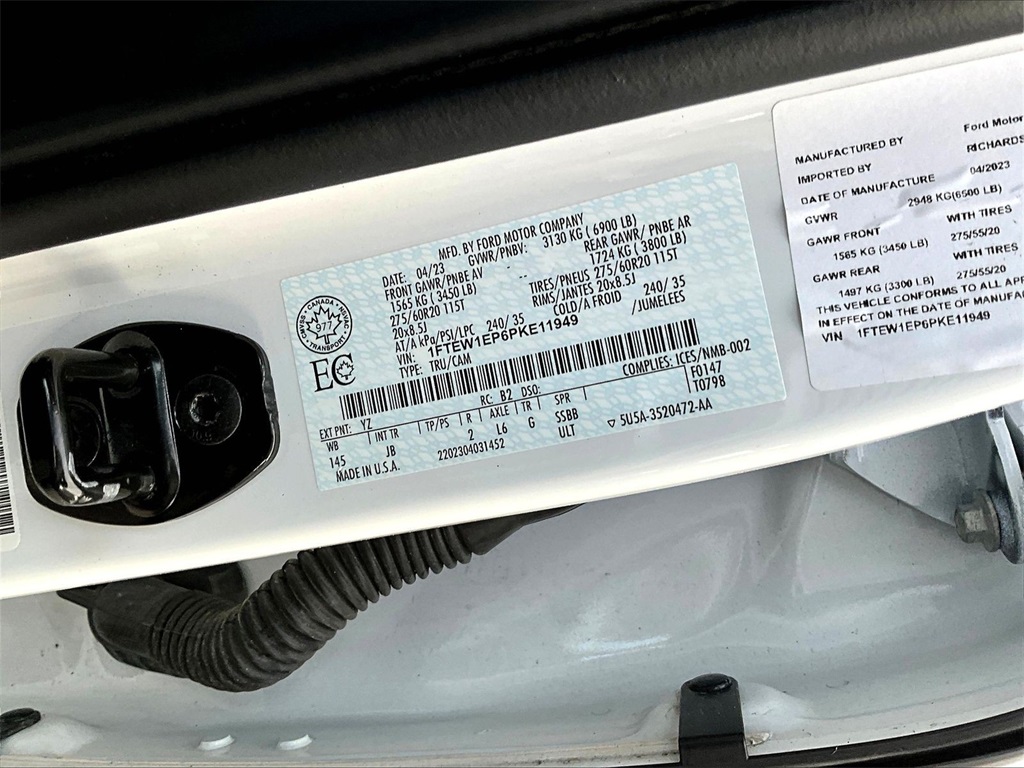 MFD. BY FORD MOTOR COMPANY
DATE: 04/23 GVWR/PNBV: 3130 KG ( 6900 LB)
FRONT GAWR/PNBE AV REAR GAWR / PNBE AR
1565 KG ( 3450 LB) 1724 KG ( 3800 LB)
275/60R20 115T TIRES/PNEUS 275/60R20 115T
20x8.5J RIMS/JANTES 20x8.5J
AT/A kPa/PSI/LPC 240/ 35 COLD/A FROID 240/ 35
VIN: 1FTEW1EP6PKE11949 /JUMELEES
TYPE: TRU/CAM
CANADA
977
TRANSPORT
EC
RC: B2 DSO: COMPLIES: ICES/NMB-002
EXT PNT: YZ F0147
WB INT TR TP/PS R AXLE TR SPR T0798
145 JB 2 L6 G SSBB
MADE IN U.S.A. 2202304031452 ULT ▽ 5U5A-3520472-AA
MANUFACTURED BY Ford Motor
IMPORTED BY RICHARDS
DATE OF MANUFACTURE 04/2023
GVWR 2948 KG(6500 LB)
GAWR FRONT WITH TIRES
1565 KG (3450 LB) 275/55/20
GAWR REAR WITH TIRES
1497 KG (3300 LB) 275/55/20
THIS VEHICLE CONFORMS TO ALL APP
IN EFFECT ON THE DATE OF MANUFA
VIN 1FTEW1EP6PKE11949